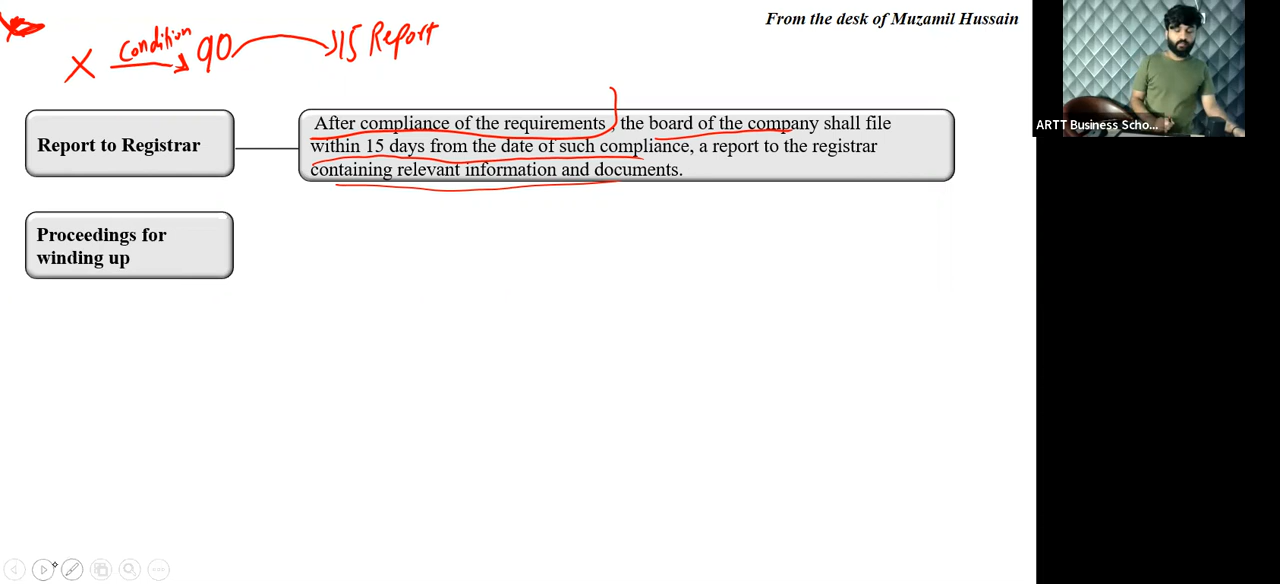 From the desk of Muzamil Hussain
X Condition 90 15 Report
Report to Registrar
After compliance of the requirements , the board of the company shall file
within 15 days from the date of such compliance, a report to the registrar
containing relevant information and documents.
Proceedings for
winding up
ARTT Business Scho...